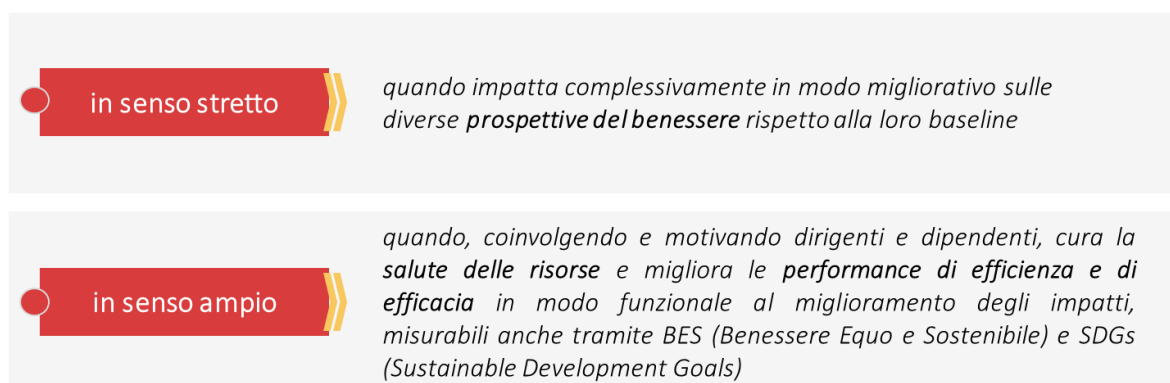 in senso stretto
quando impatta complessivamente in modo migliorativo sulle
diverse prospettive del benessere rispetto alla loro baseline
in senso ampio
quando, coinvolgendo e motivando dirigenti e dipendenti, cura la
salute delle risorse e migliora le performance di efficienza e di
efficacia in modo funzionale al miglioramento degli impatti,
misurabili anche tramite BES (Benessere Equo e Sostenibile) e SDGs
(Sustainable Development Goals)